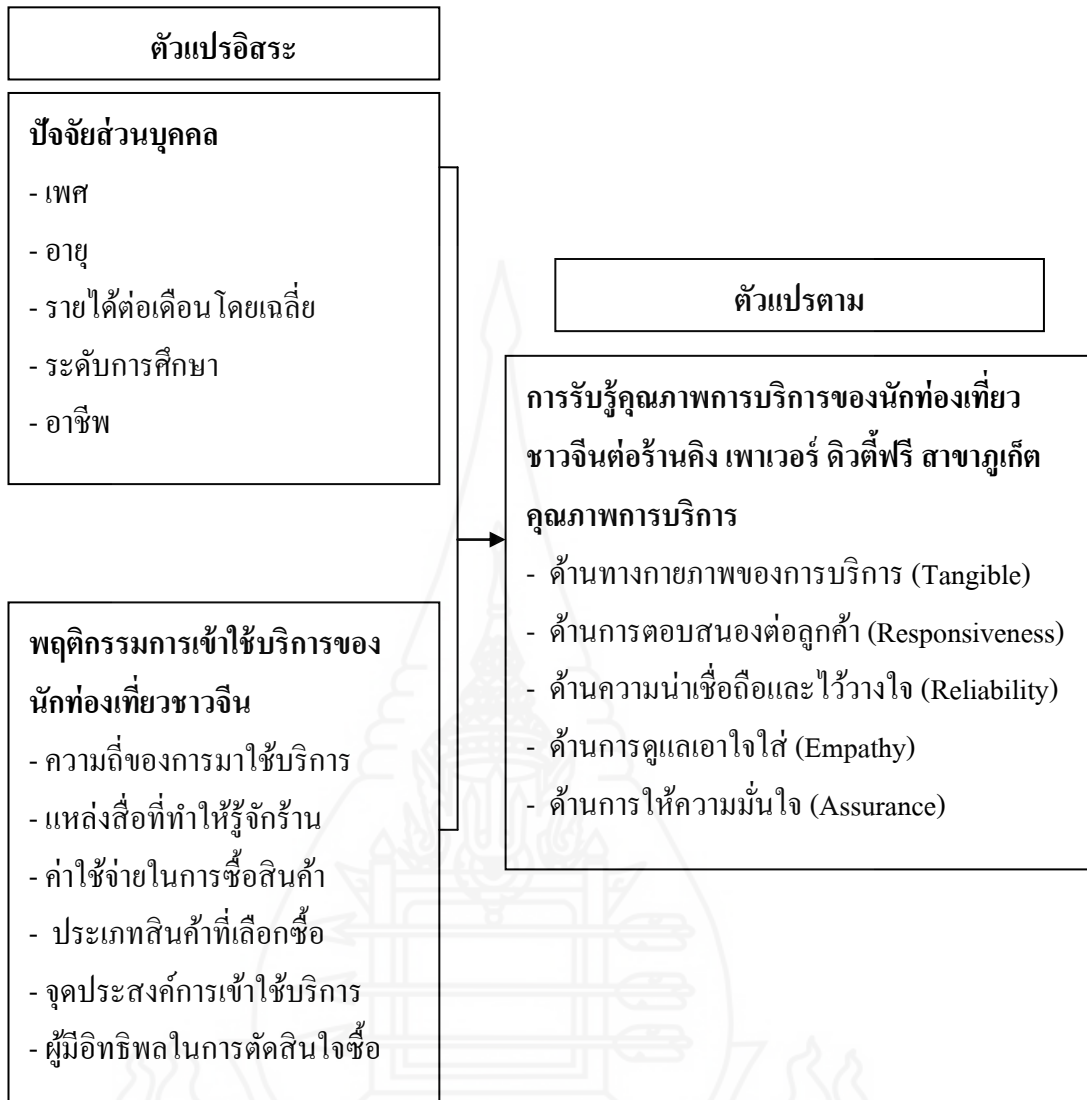 ตัวแปรอิสระ
ปัจจัยส่วนบุคคล
- เพศ
- อายุ
- รายได้ต่อเดือนโดยเฉลี่ย
- ระดับการศึกษา
- อาชีพ
พฤติกรรมการเข้าใช้บริการของ
นักท่องเที่ยวชาวจีน
- ความถี่ของการมาใช้บริการ
- แหล่งสื่อที่ทำให้รู้จักร้าน
- ค่าใช้จ่ายในการซื้อสินค้า
- ประเภทสินค้าที่เลือกซื้อ
- จุดประสงค์การเข้าใช้บริการ
- ผู้มีอิทธิพลในการตัดสินใจซื้อ
ตัวแปรตาม
การรับรู้คุณภาพการบริการของนักท่องเที่ยว
ชาวจีนต่อร้านคิง เพาเวอร์ ดิวตี้ฟรี สาขาภูเก็ต
คุณภาพการบริการ
- ด้านทางกายภาพของการบริการ (Tangible)
- ด้านการตอบสนองต่อลูกค้า (Responsiveness)
- ด้านความน่าเชื่อถือและไว้วางใจ (Reliability)
- ด้านการดูแลเอาใจใส่ (Empathy)
- ด้านการให้ความมั่นใจ (Assurance)